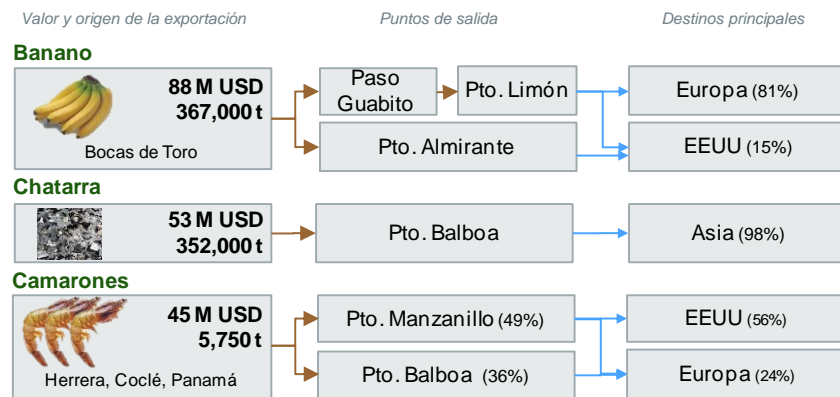 Valor y origen de la exportación
Puntos de salida
Destinos principales
Banano
88 M USD
367,000 t
Bocas de Toro
Paso
Guabito
Pto. Limón
Pto. Almirante
Europa (81%)
EEUU (15%)
Chatarra
53 M USD
352,000 t
Pto. Balboa
Asia (98%)
Camarones
45 M USD
5,750 t
Herrera, Coclé, Panamá
Pto. Manzanillo (49%)
Pto. Balboa (36%)
EEUU (56%)
Europa (24%)